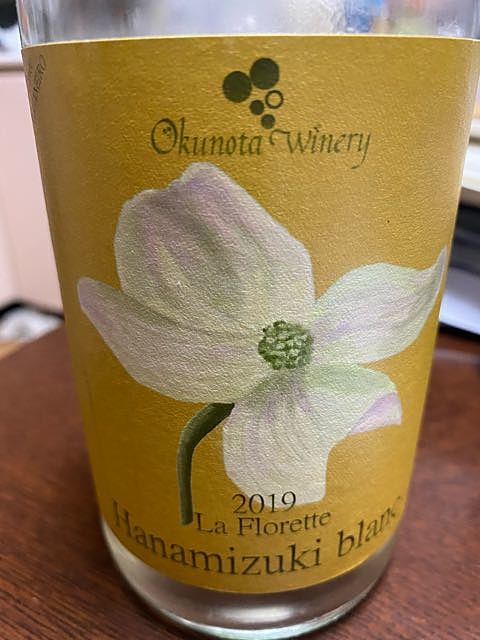 Okunota Winery
2019
La Florette
Hanamizuki blanc